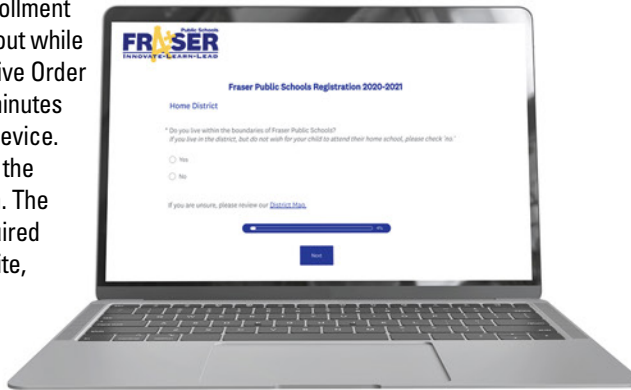 ollment
out while
ive Order
minutes
evice.
the
. The
uired
ite,
Public Schools
FRASER
INNOVATE-LEARN-LEAD
Fraser Public Schools Registration 2020-2021
Home District
* Do you live within the boundaries of Fraser Public Schools?
If you live in the district, but do not wish for your child to attend their home school, please check 'no.'
Yes
No
If you are unsure, please review our District Map.
Next